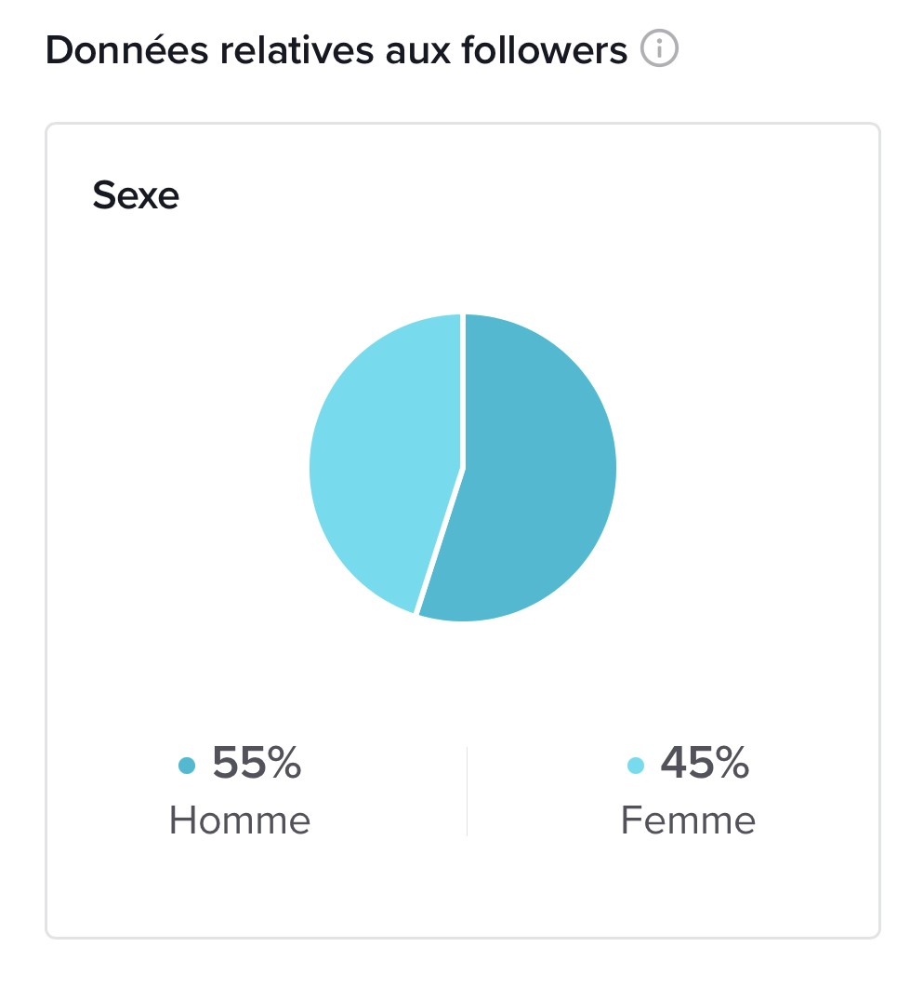 Données relatives aux followers
Sexe
55%
Homme
45%
Femme